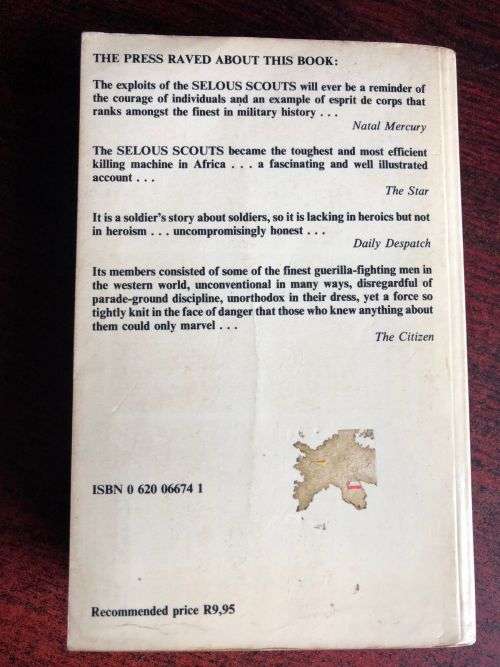 THE PRESS RAVED ABOUT THIS BOOK:
The exploits of the SELOUS SCOUTS will ever be a reminder of
the courage of individuals and an example of esprit de corps that
ranks amongst the finest in military history . . .
Natal Mercury
The SELOUS SCOUTS became the toughest and most efficient
killing machine in Africa . . . a fascinating and well illustrated
account . . .
The Star
It is a soldier's story about soldiers, so it is lacking in heroics but not
in heroism . . . uncompromisingly honest . . .
Daily Despatch
Its members consisted of some of the finest guerilla-fighting men in
the western world, unconventional in many ways, disregardful of
parade-ground discipline, unorthodox in their dress, yet a force so
tightly knit in the face of danger that those who knew anything about
them could only marvel . . .
The Citizen
ISBN 0 620 06674 1
Recommended price R9,95